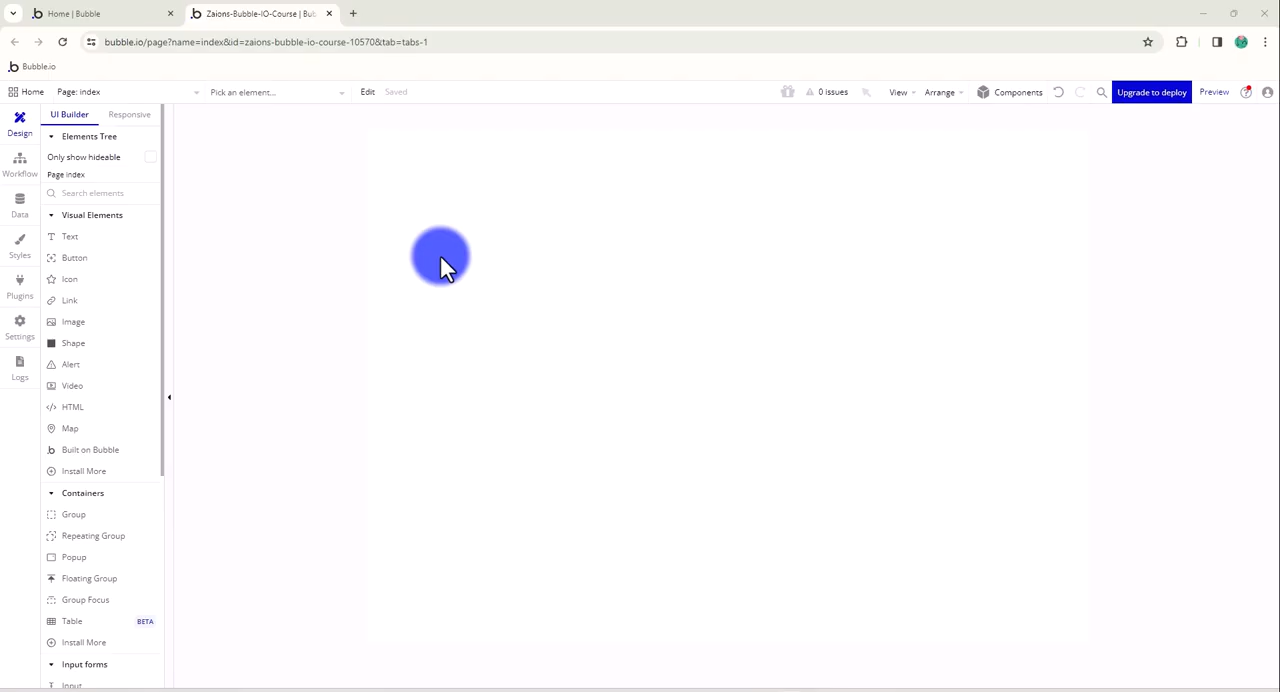 Home | Bubble
Zaions-Bubble-IO-Course | Bub
bubble.io/page?name=index&id=zaions-bubble-io-course-10570&tab=tabs-1
Bubble.io
Home Page: index Pick an element... Edit Saved 0 issues View Arrange Components Upgrade to deploy Preview
Design
Workflow
Data
Styles
Plugins
Settings
Logs
UI Builder Responsive
Elements Tree
Only show hideable
Page index
Search elements
Visual Elements
Text
Button
Icon
Link
Image
Shape
Alert
Video
HTML
Map
Built on Bubble
Install More
Containers
Group
Repeating Group
Popup
Floating Group
Group Focus
Table BETA
Install More
Input forms
Input